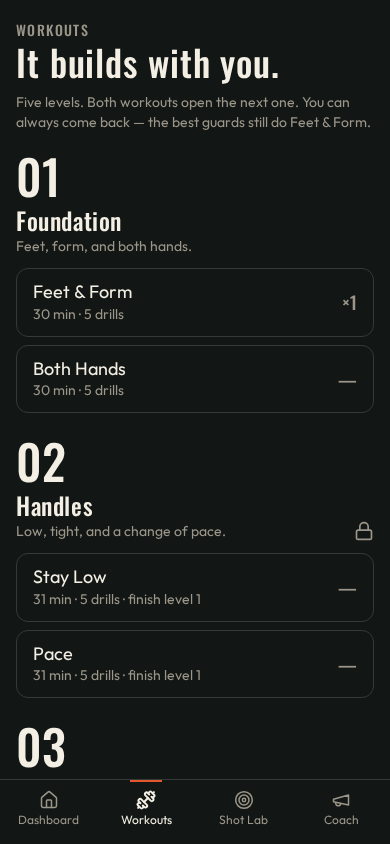 WORKOUTS
It builds with you.
Five levels. Both workouts open the next one. You can
always come back — the best guards still do Feet & Form.
01
Foundation
Feet, form, and both hands.
Feet & Form
30 min · 5 drills
×1
Both Hands
30 min · 5 drills
—
02
Handles
Low, tight, and a change of pace.
Stay Low
31 min · 5 drills · finish level 1
—
Pace
31 min · 5 drills · finish level 1
—
03
Dashboard
Workouts
Shot Lab
Coach